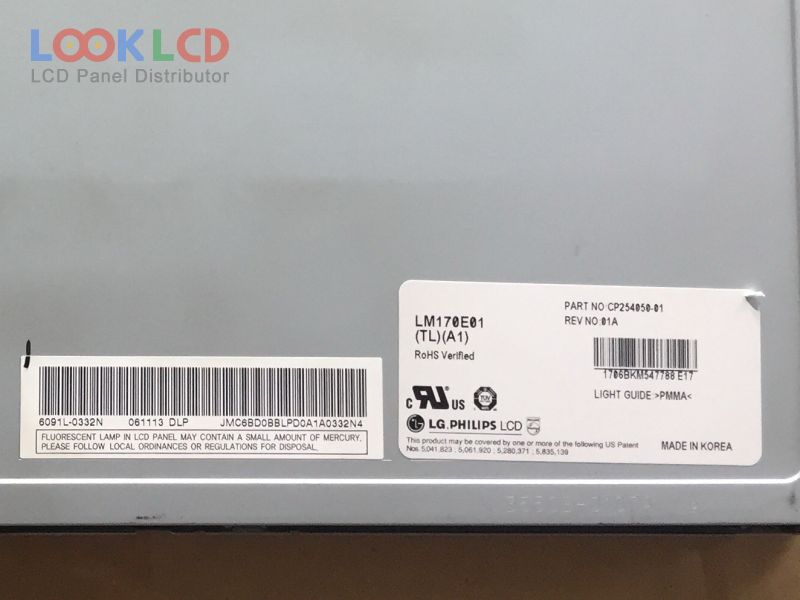 LOOKLCD
LCD Panel Distributor
LM170E01
(TL)(A1)
RoHS Verified
PART NO:CP254050-01
REV NO:01A
1706BKM547788 E17
LIGHT GUIDE :>PMMA<
C US
TUV
LG.PHILIPS LCD
This product may be covered by one or more of the following US Patent
Nos. 5,041,823 ; 5,061,920 ; 5,280,371 ; 5,835,139
MADE IN KOREA
6091L-0332N 061113 DLP JMC6BD0BBLPD0A1A0332N4
FLUORESCENT LAMP IN LCD PANEL MAY CONTAIN A SMALL AMOUNT OF MERCURY,
PLEASE FOLLOW LOCAL ORDINANCES OR REGULATIONS FOR DISPOSAL.